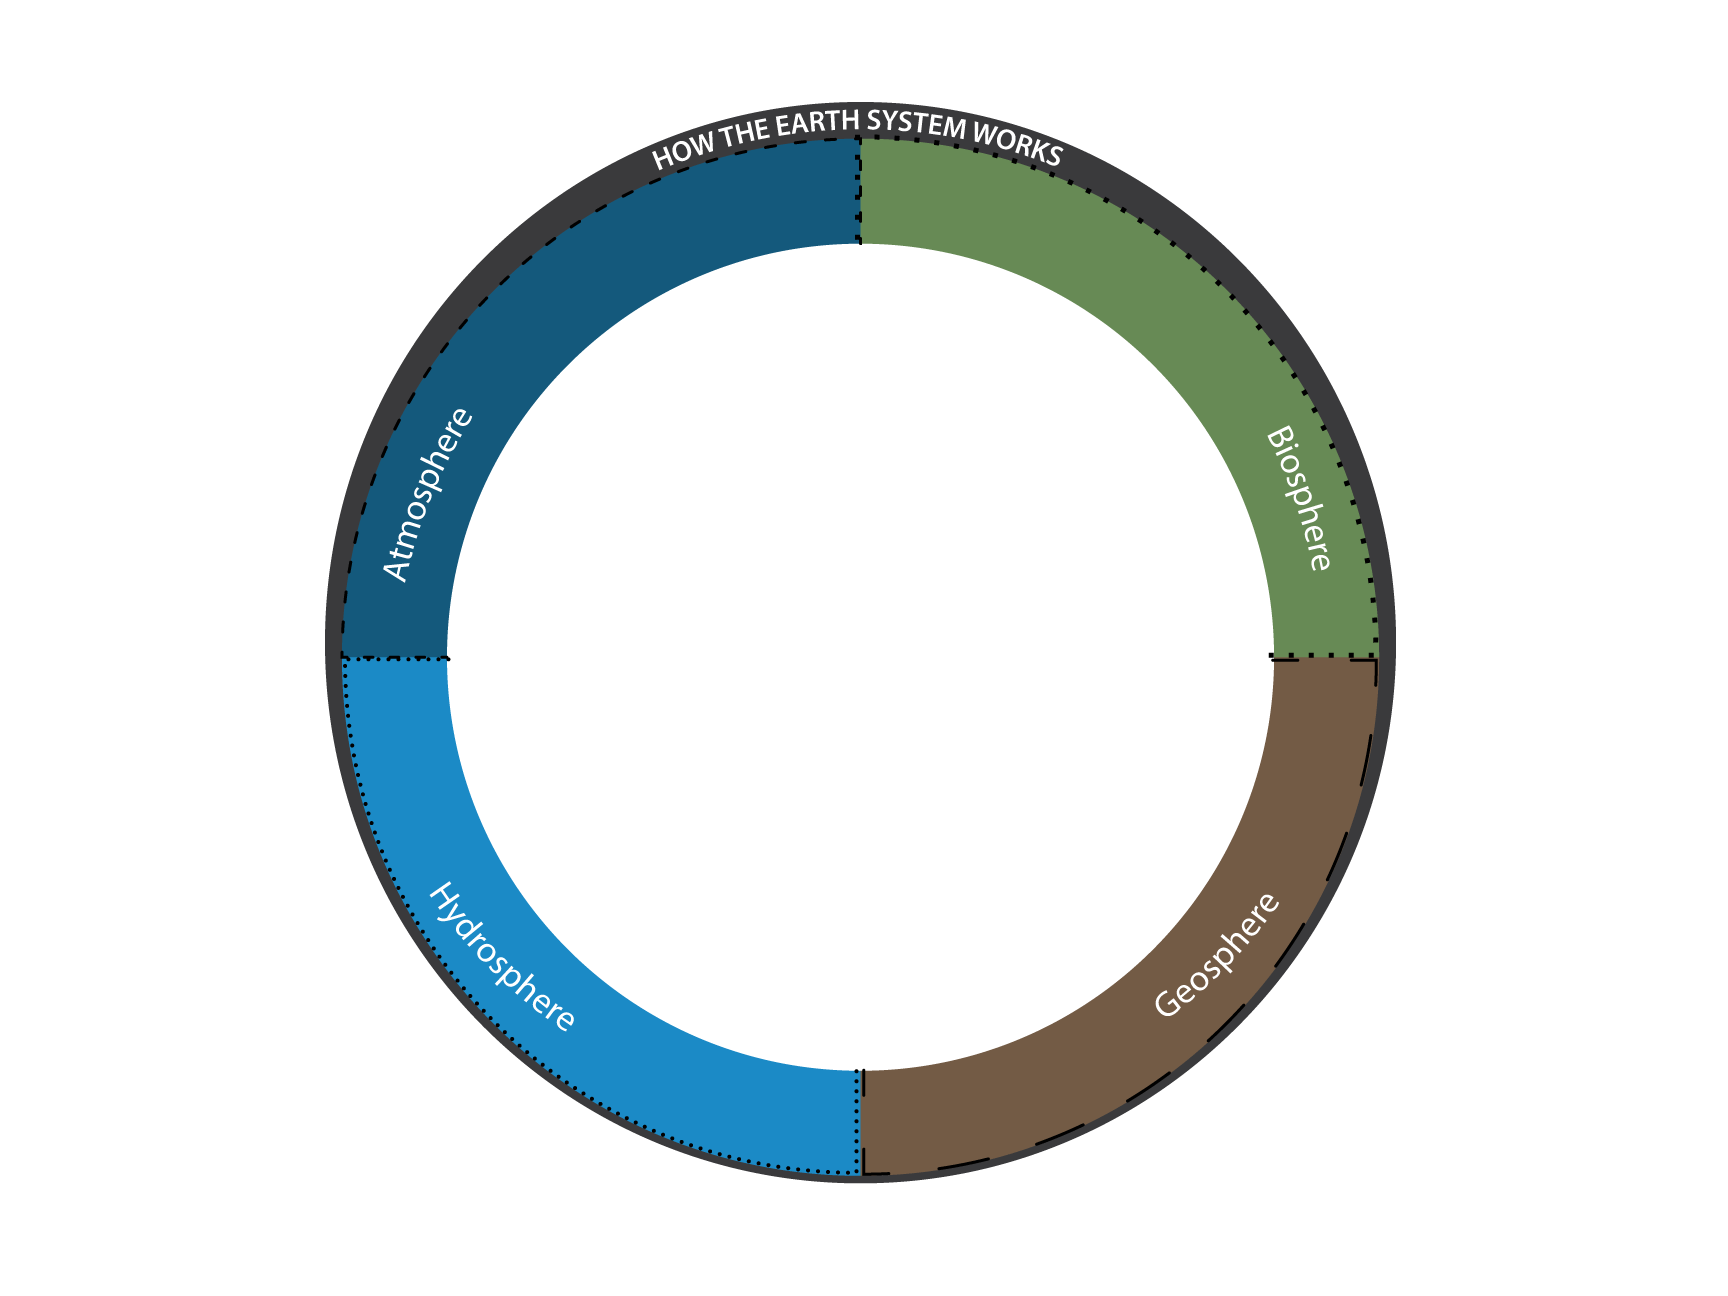 HOW THE EARTH SYSTEM WORKS
Atmosphere
Biosphere
Hydrosphere
Geosphere